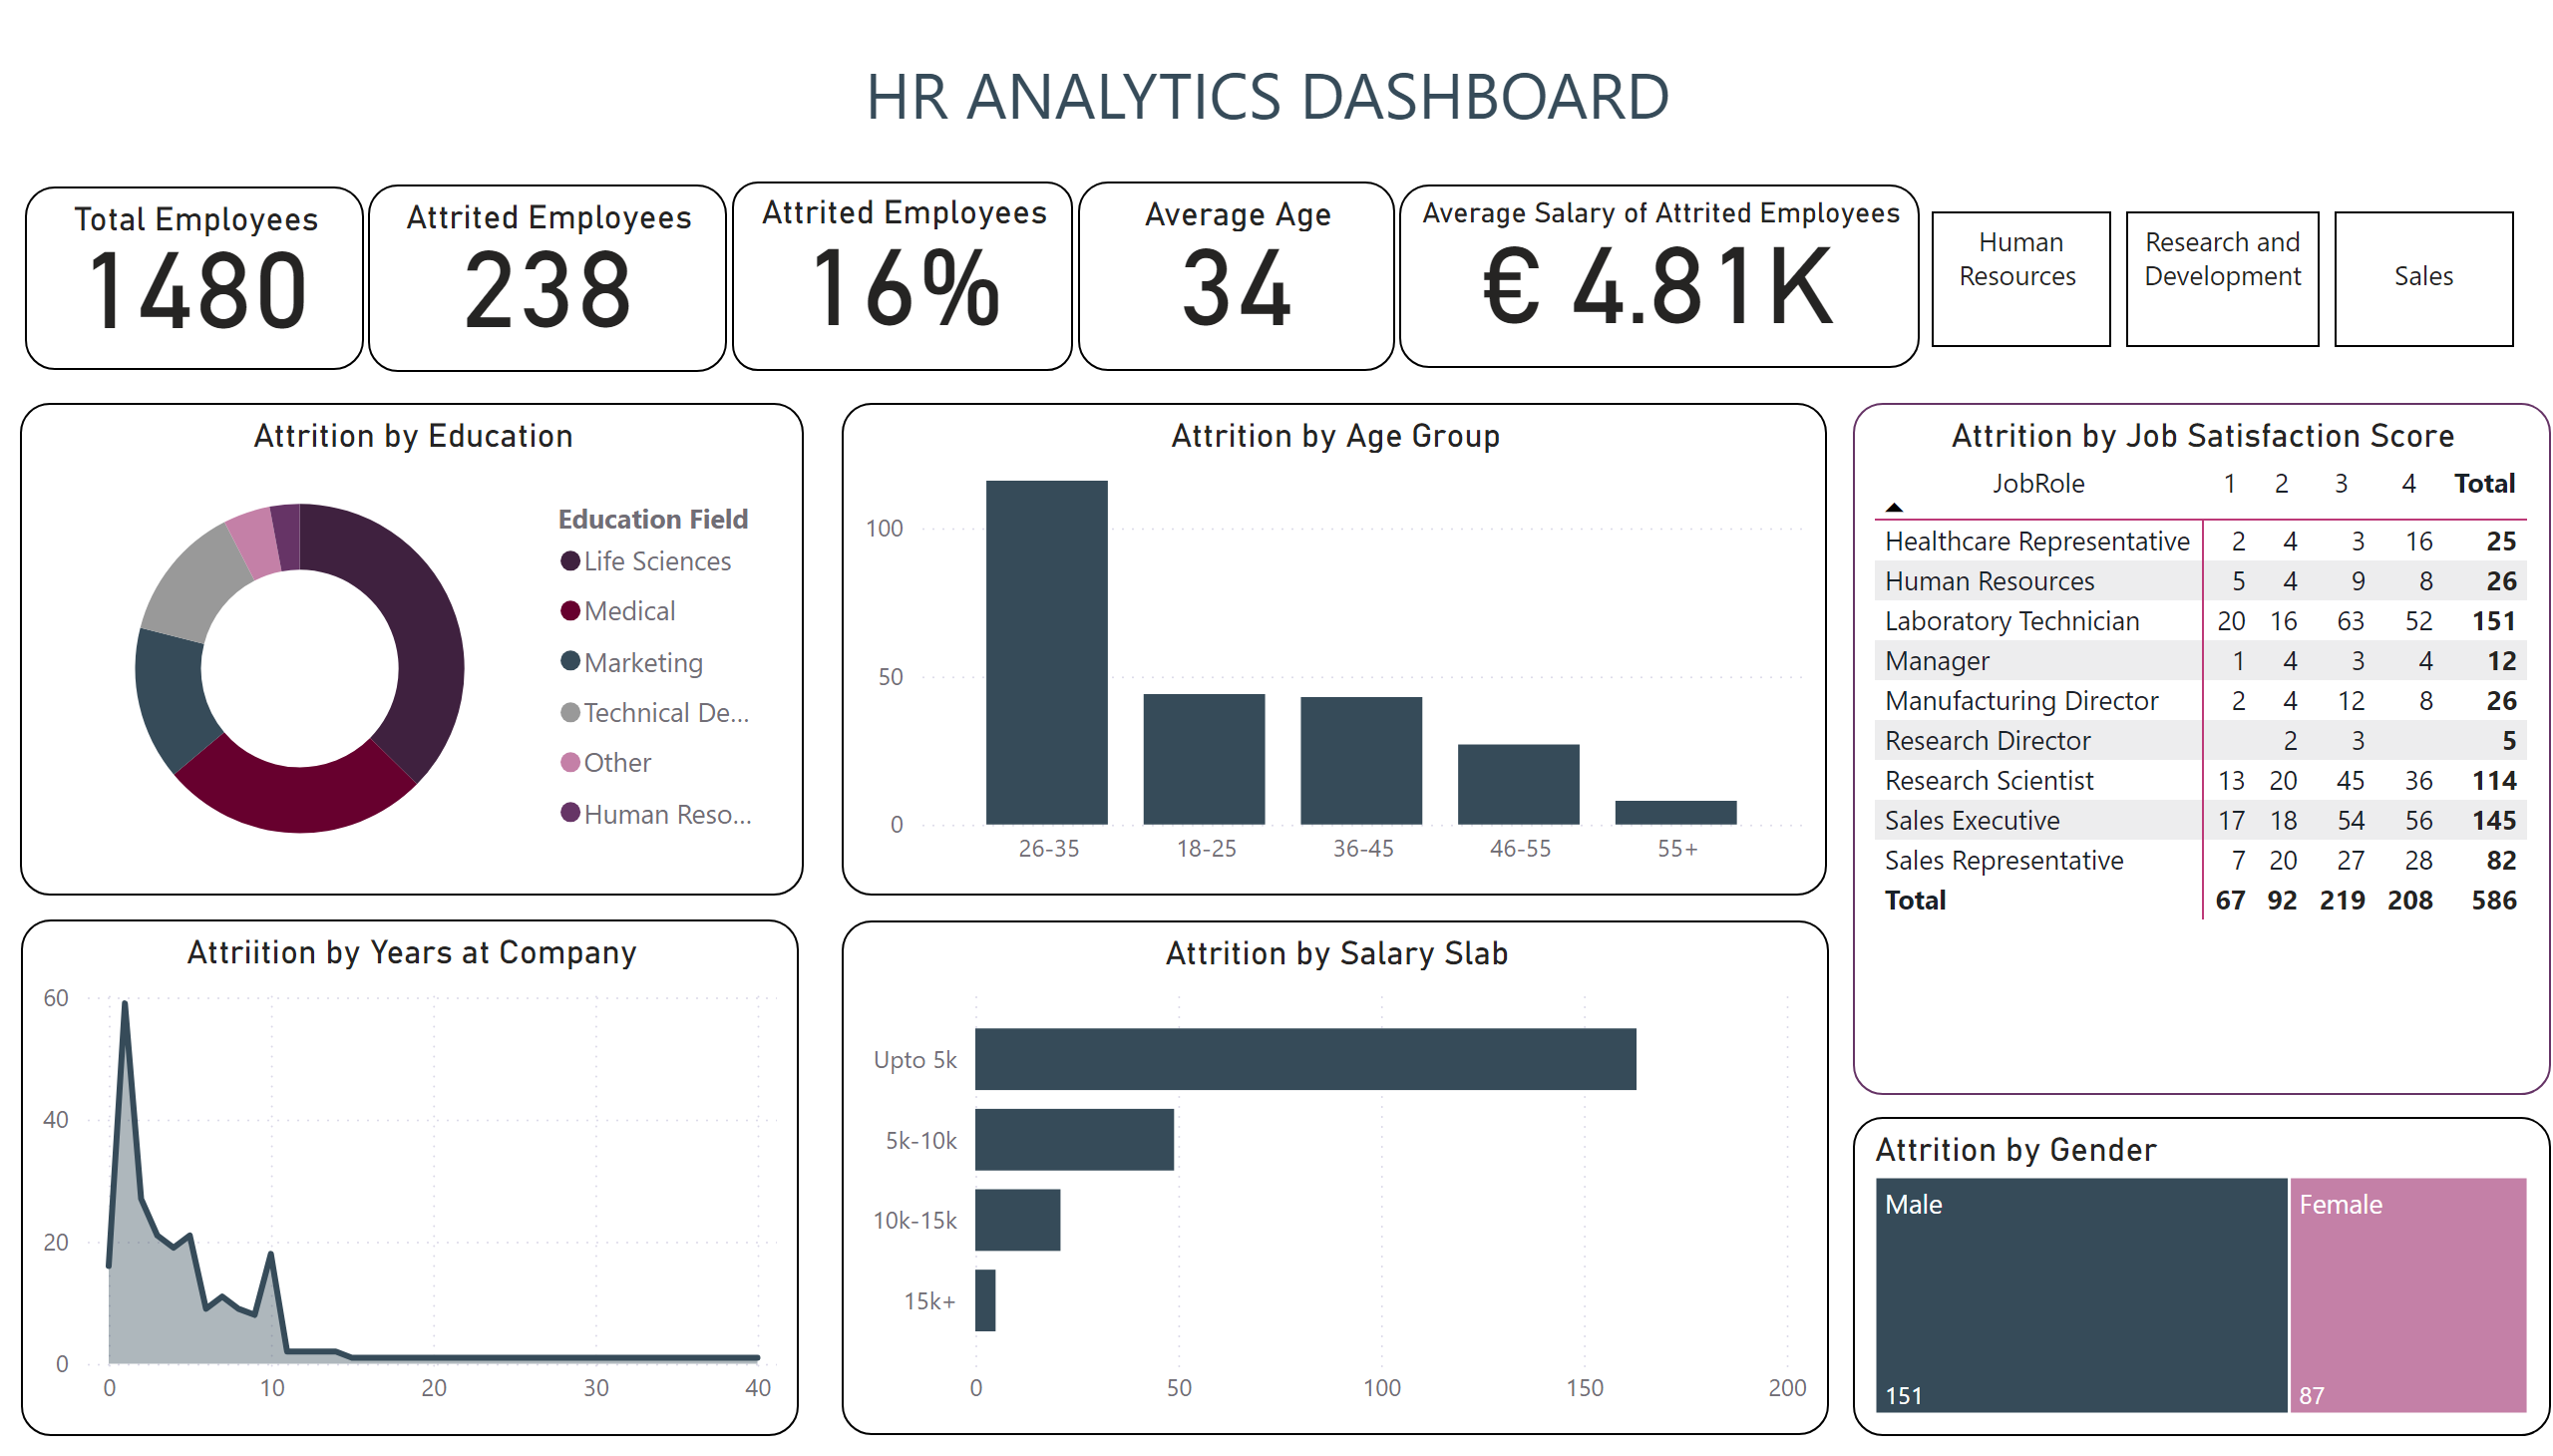 HR ANALYTICS DASHBOARD
Total Employees
1480
Attrited Employees
238
Attrited Employees
16%
Average Age
34
Average Salary of Attrited Employees
€ 4.81K
Human
Resources
Research and
Development
Sales
Attrition by Education
Education Field
Life Sciences
Medical
Marketing
Technical De...
Other
Human Reso...
Attrition by Age Group
100
50
0
26-35 18-25 36-45 46-55 55+
Attrition by Job Satisfaction Score
JobRole 1 2 3 4 Total
Healthcare Representative 2 4 3 16 25
Human Resources 5 4 9 8 26
Laboratory Technician 20 16 63 52 151
Manager 1 4 3 4 12
Manufacturing Director 2 4 12 8 26
Research Director 2 3 5
Research Scientist 13 20 45 36 114
Sales Executive 17 18 54 56 145
Sales Representative 7 20 27 28 82
Total 67 92 219 208 586
Attriition by Years at Company
60
40
20
0
0 10 20 30 40
Attrition by Salary Slab
Upto 5k
5k-10k
10k-15k
15k+
0 50 100 150 200
Attrition by Gender
Male Female
151 87